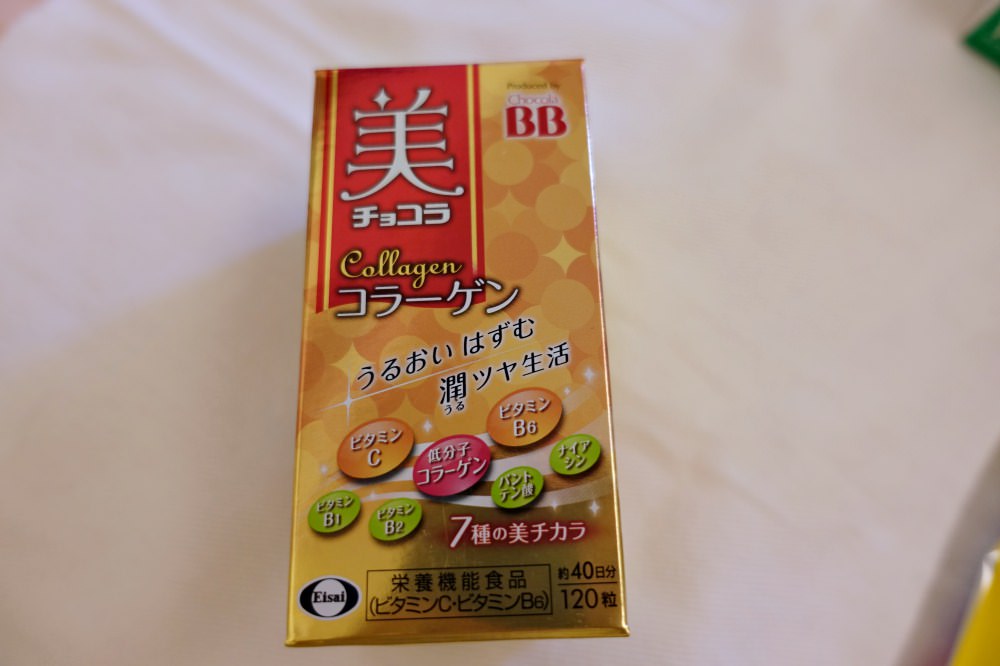 美
チョコラ
Produced by
Chocola
BB
Collagen
コラーゲン
うるおい はずむ
潤ツヤ生活
うる
ビタミン
C
低分子
コラーゲン
ビタミン
B6
ビタミン
B1
ビタミン
B2
パント
テン酸
ナイア
シン
7種の美チカラ
Eisai
栄養機能食品
(ビタミンC・ビタミンB6)
約40日分
120粒